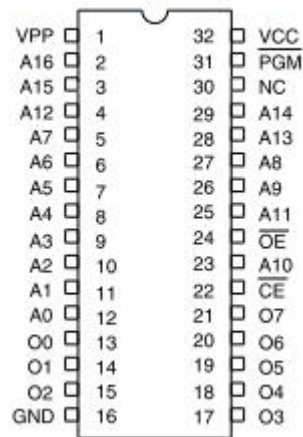 VPP 1 32 VCC
A16 2 31 PGM
A15 3 30 NC
A12 4 29 A14
A7 5 28 A13
A6 6 27 A8
A5 7 26 A9
A4 8 25 A11
A3 9 24 OE
A2 10 23 A10
A1 11 22 CE
A0 12 21 O7
O0 13 20 O6
O1 14 19 O5
O2 15 18 O4
GND 16 17 O3